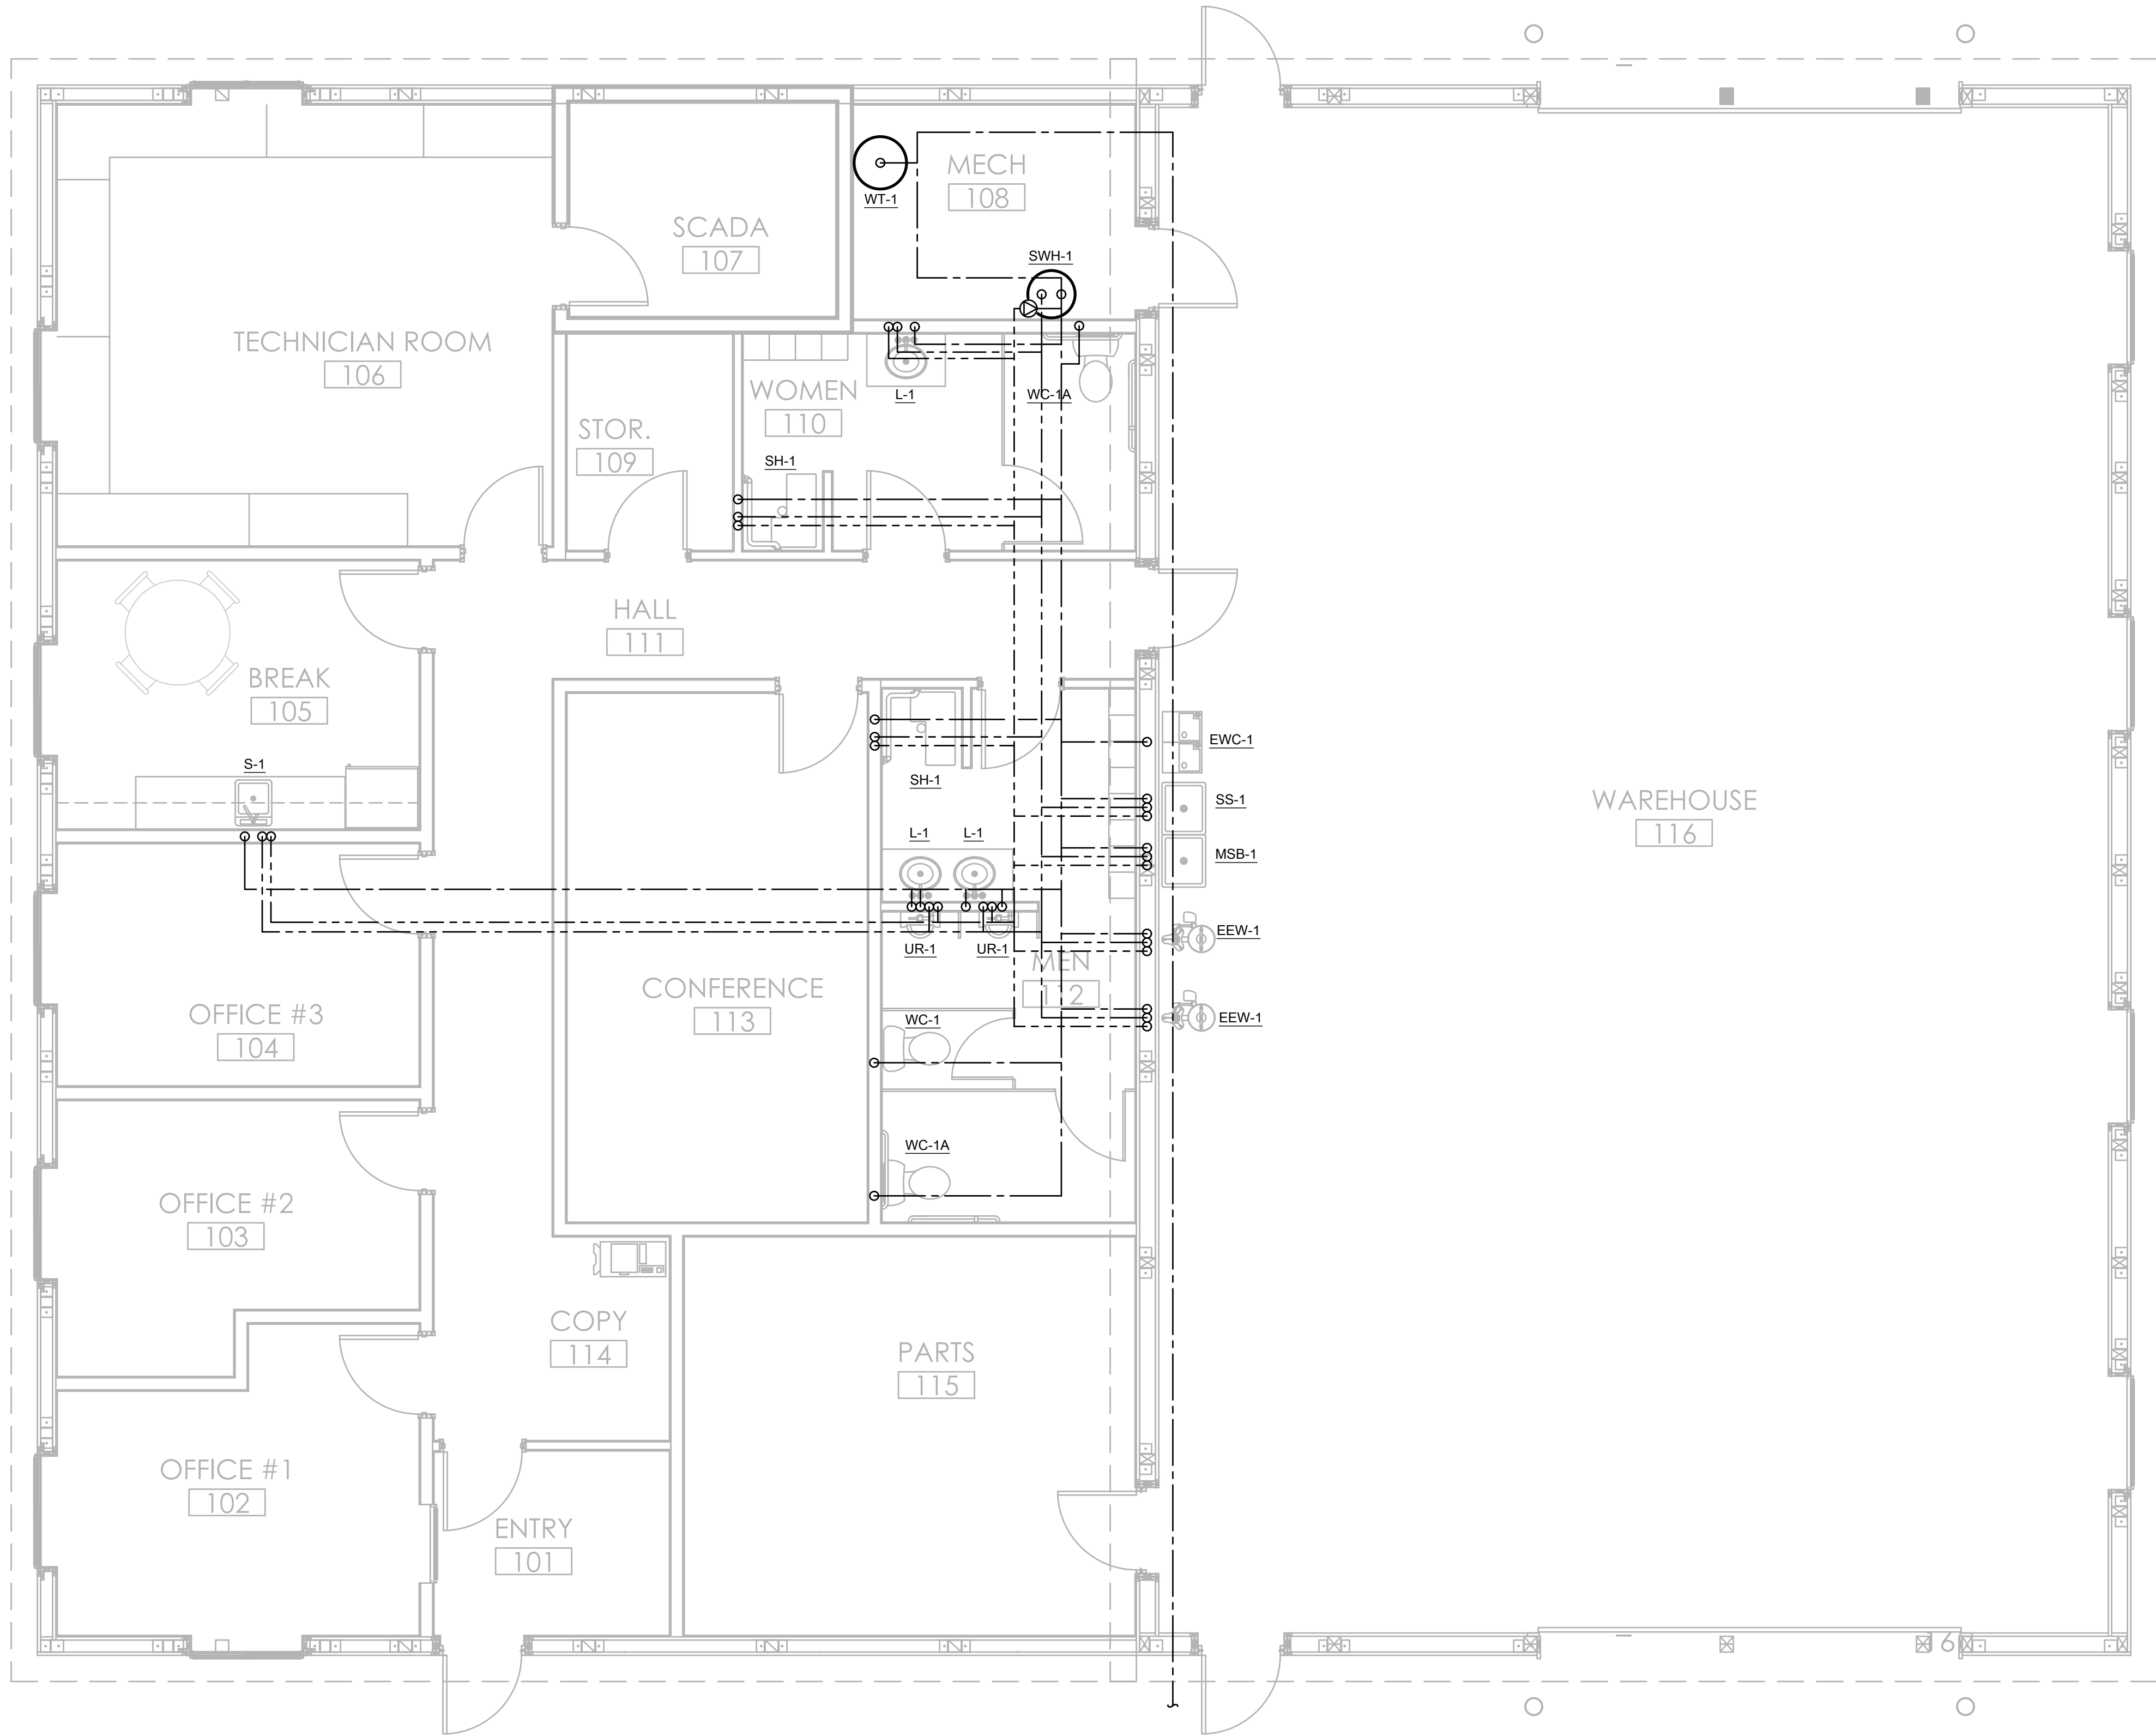 MECH
108
WT-1
SCADA
107
SWH-1
TECHNICIAN ROOM
106
WOMEN
110
L-1
WC-1A
STOR.
109
SH-1
HALL
111
BREAK
105
S-1
EWC-1
SH-1
SS-1
WAREHOUSE
116
L-1
L-1
MSB-1
EEW-1
UR-1
UR-1
MEN
112
CONFERENCE
113
OFFICE #3
104
WC-1
EEW-1
WC-1A
OFFICE #2
103
COPY
114
PARTS
115
OFFICE #1
102
ENTRY
101
16